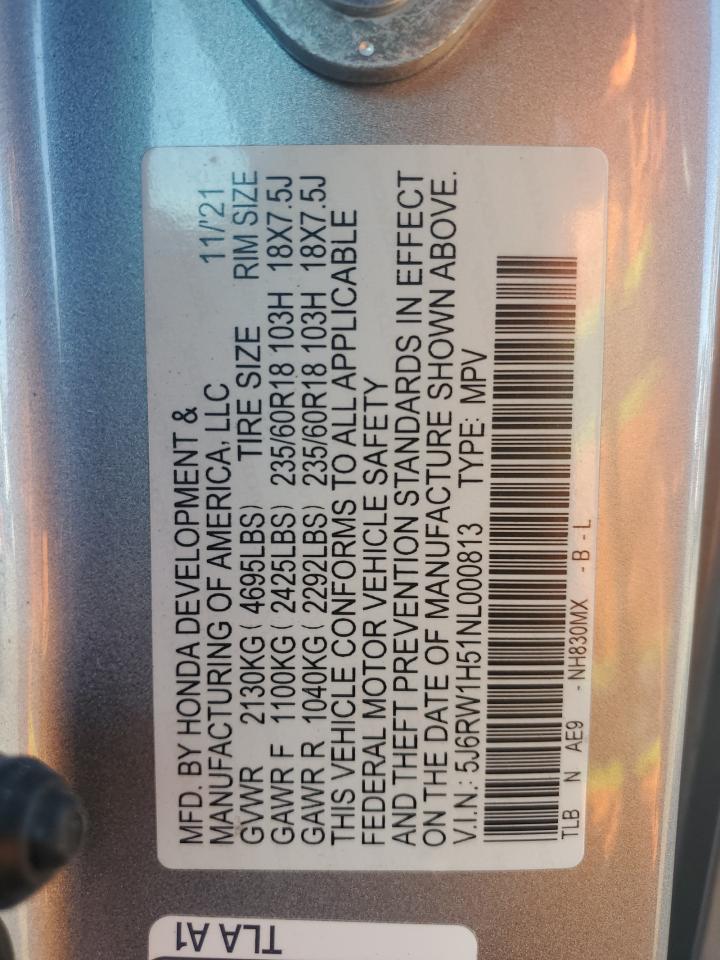 MFD. BY HONDA DEVELOPMENT &
MANUFACTURING OF AMERICA, LLC 11/'21
GVWR 2130KG ( 4695LBS) TIRE SIZE RIM SIZE
GAWR F 1100KG ( 2425LBS) 235/60R18 103H 18X7.5J
GAWR R 1040KG ( 2292LBS) 235/60R18 103H 18X7.5J
THIS VEHICLE CONFORMS TO ALL APPLICABLE
FEDERAL MOTOR VEHICLE SAFETY
AND THEFT PREVENTION STANDARDS IN EFFECT
ON THE DATE OF MANUFACTURE SHOWN ABOVE.
V.I.N.: 5J6RW1H51NL000813 TYPE: MPV
TLB N AE9 - NH830MX - B - L
TLA A1